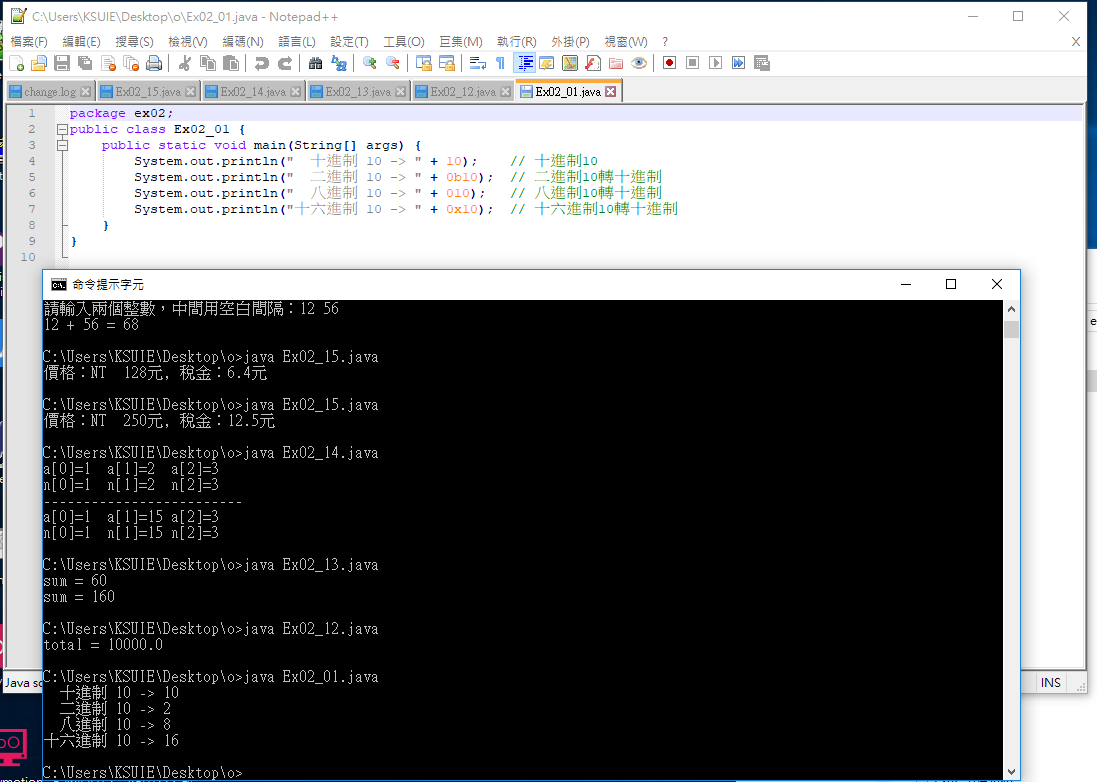 C:\Users\KSUIE\Desktop\o\Ex02_01.java - Notepad++
檔案(F) 編輯(E) 搜尋(S) 檢視(V) 編碼(N) 語言(L) 設定(T) 工具(O) 巨集(M) 執行(R) 外掛(P) 視窗(W) ? X
change.log Ex02_15.java Ex02_14.java Ex02_13.java Ex02_12.java Ex02_01.java
1 package ex02;
2 public class Ex02_01 {
3 public static void main(String[] args) {
4 System.out.println("  十進制 10 -> " + 10);    // 十進制10
5 System.out.println("  二進制 10 -> " + 0b10);  // 二進制10轉十進制
6 System.out.println("  八進制 10 -> " + 010);   // 八進制10轉十進制
7 System.out.println("十六進制 10 -> " + 0x10);  // 十六進制10轉十進制
8 }
9 }
10
命令提示字元
請輸入兩個整數，中間用空白間隔：12 56
12 + 56 = 68
C:\Users\KSUIE\Desktop\o>java Ex02_15.java
價格：NT  128元, 稅金：6.4元
C:\Users\KSUIE\Desktop\o>java Ex02_15.java
價格：NT  250元, 稅金：12.5元
C:\Users\KSUIE\Desktop\o>java Ex02_14.java
a[0]=1  a[1]=2  a[2]=3
n[0]=1  n[1]=2  n[2]=3
-------------------------
a[0]=1  a[1]=15 a[2]=3
n[0]=1  n[1]=15 n[2]=3
C:\Users\KSUIE\Desktop\o>java Ex02_13.java
sum = 60
sum = 160
C:\Users\KSUIE\Desktop\o>java Ex02_12.java
total = 10000.0
C:\Users\KSUIE\Desktop\o>java Ex02_01.java
十進制 10 -> 10
二進制 10 -> 2
八進制 10 -> 8
十六進制 10 -> 16
C:\Users\KSUIE\Desktop\o>
Java INS